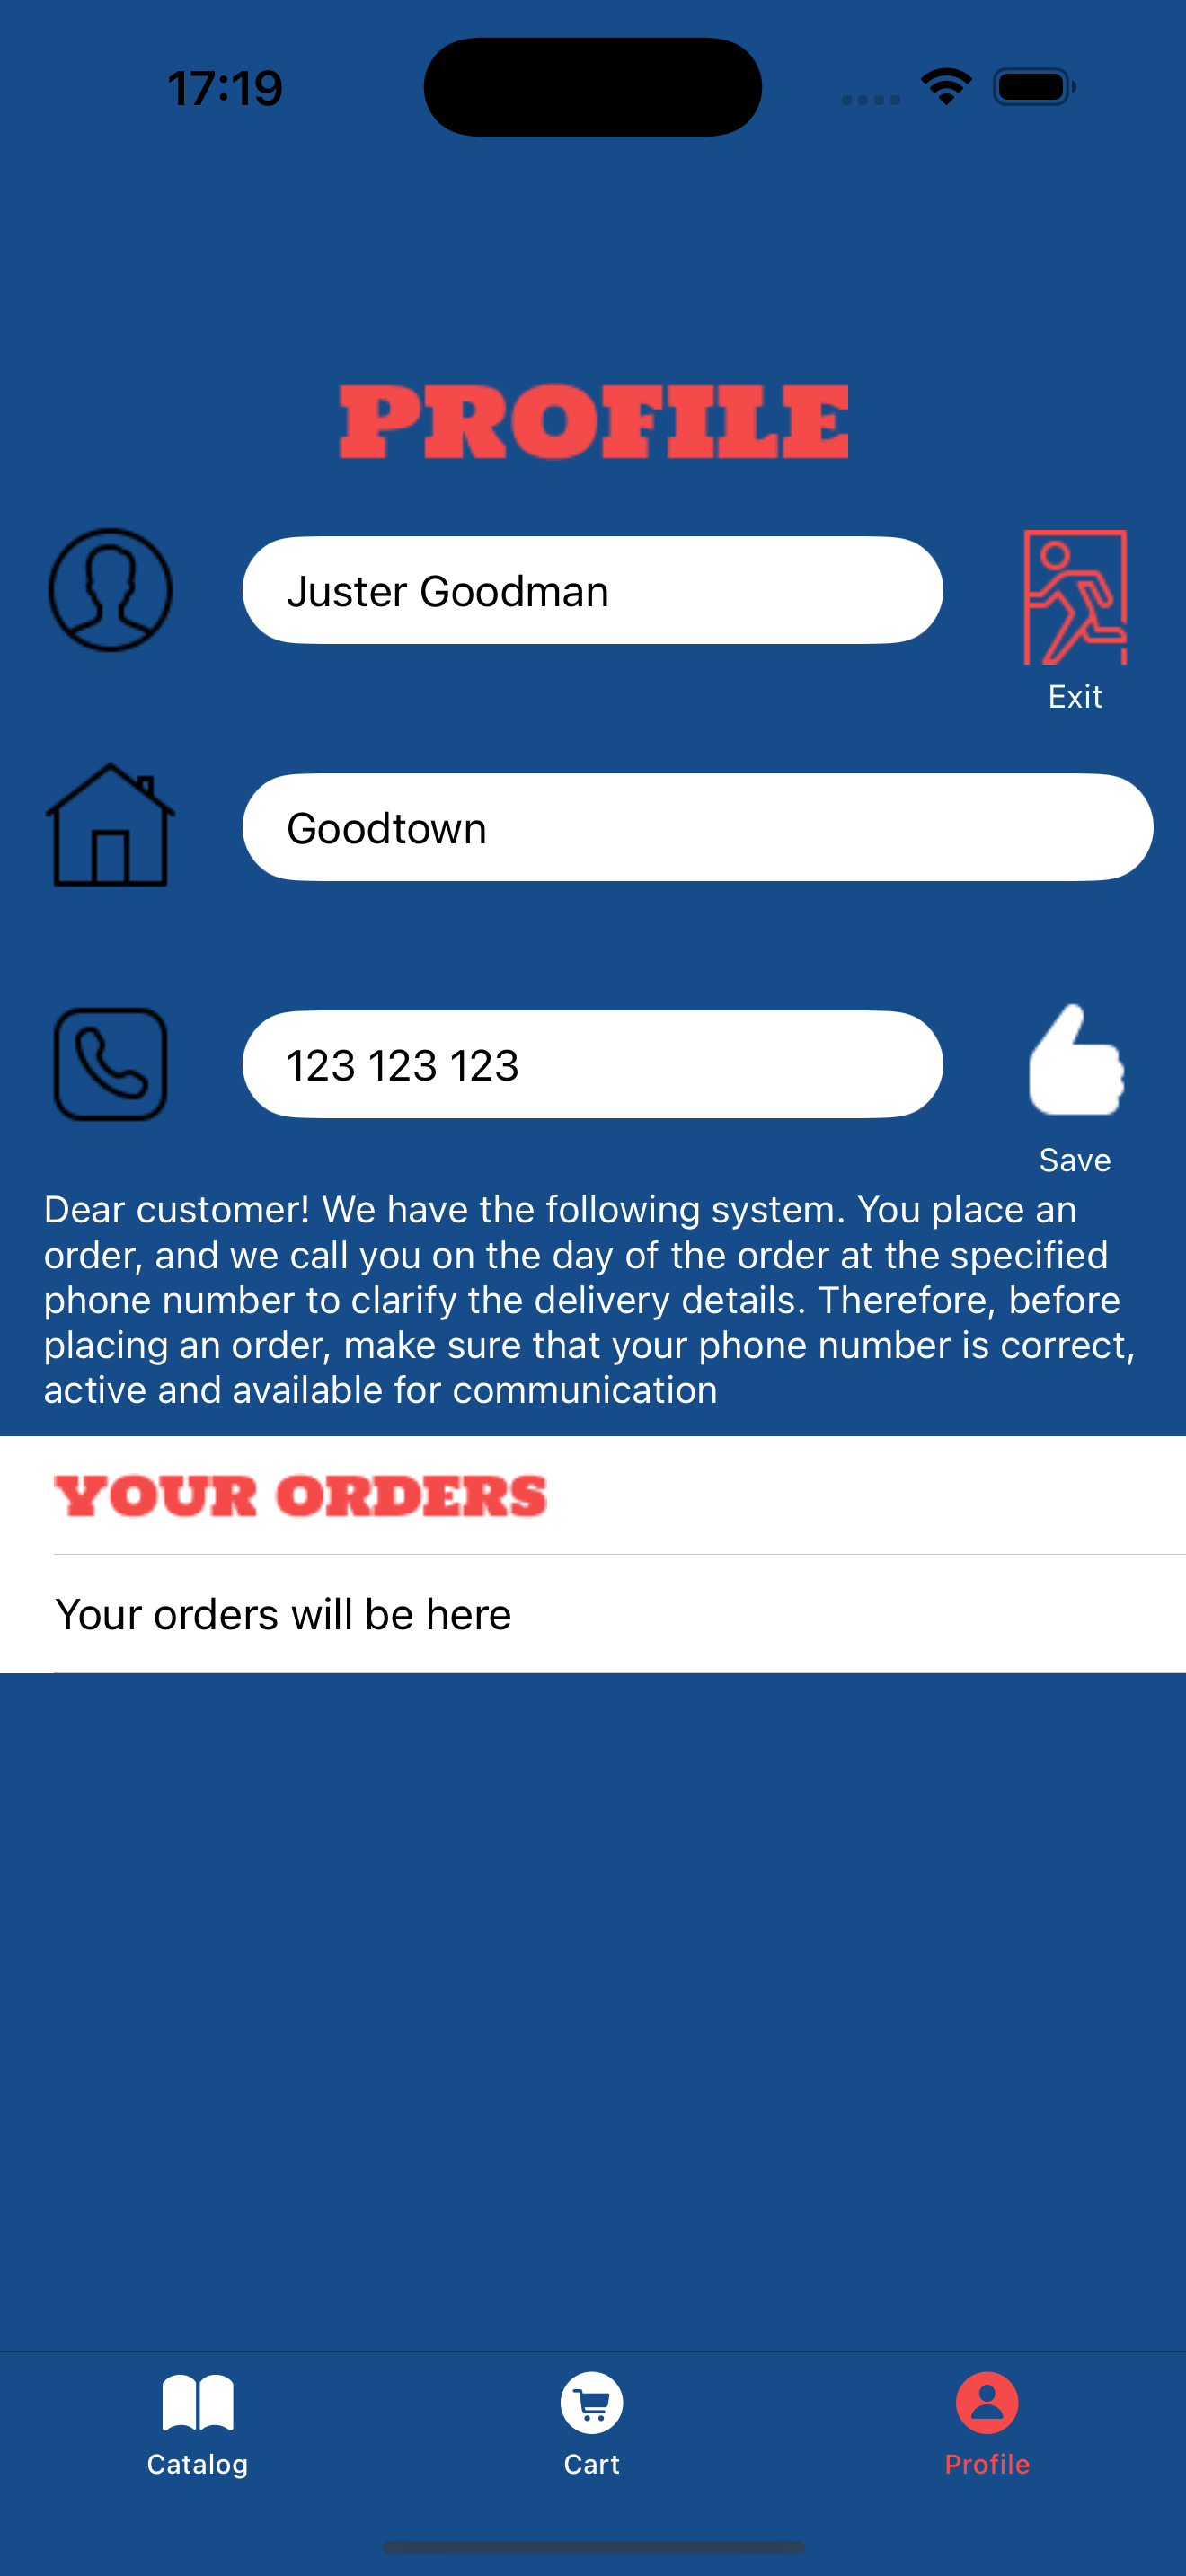 17:19
PROFILE
Juster Goodman
Exit
Goodtown
123 123 123
Save
Dear customer! We have the following system. You place an
order, and we call you on the day of the order at the specified
phone number to clarify the delivery details. Therefore, before
placing an order, make sure that your phone number is correct,
active and available for communication
YOUR ORDERS
Your orders will be here
Catalog
Cart
Profile